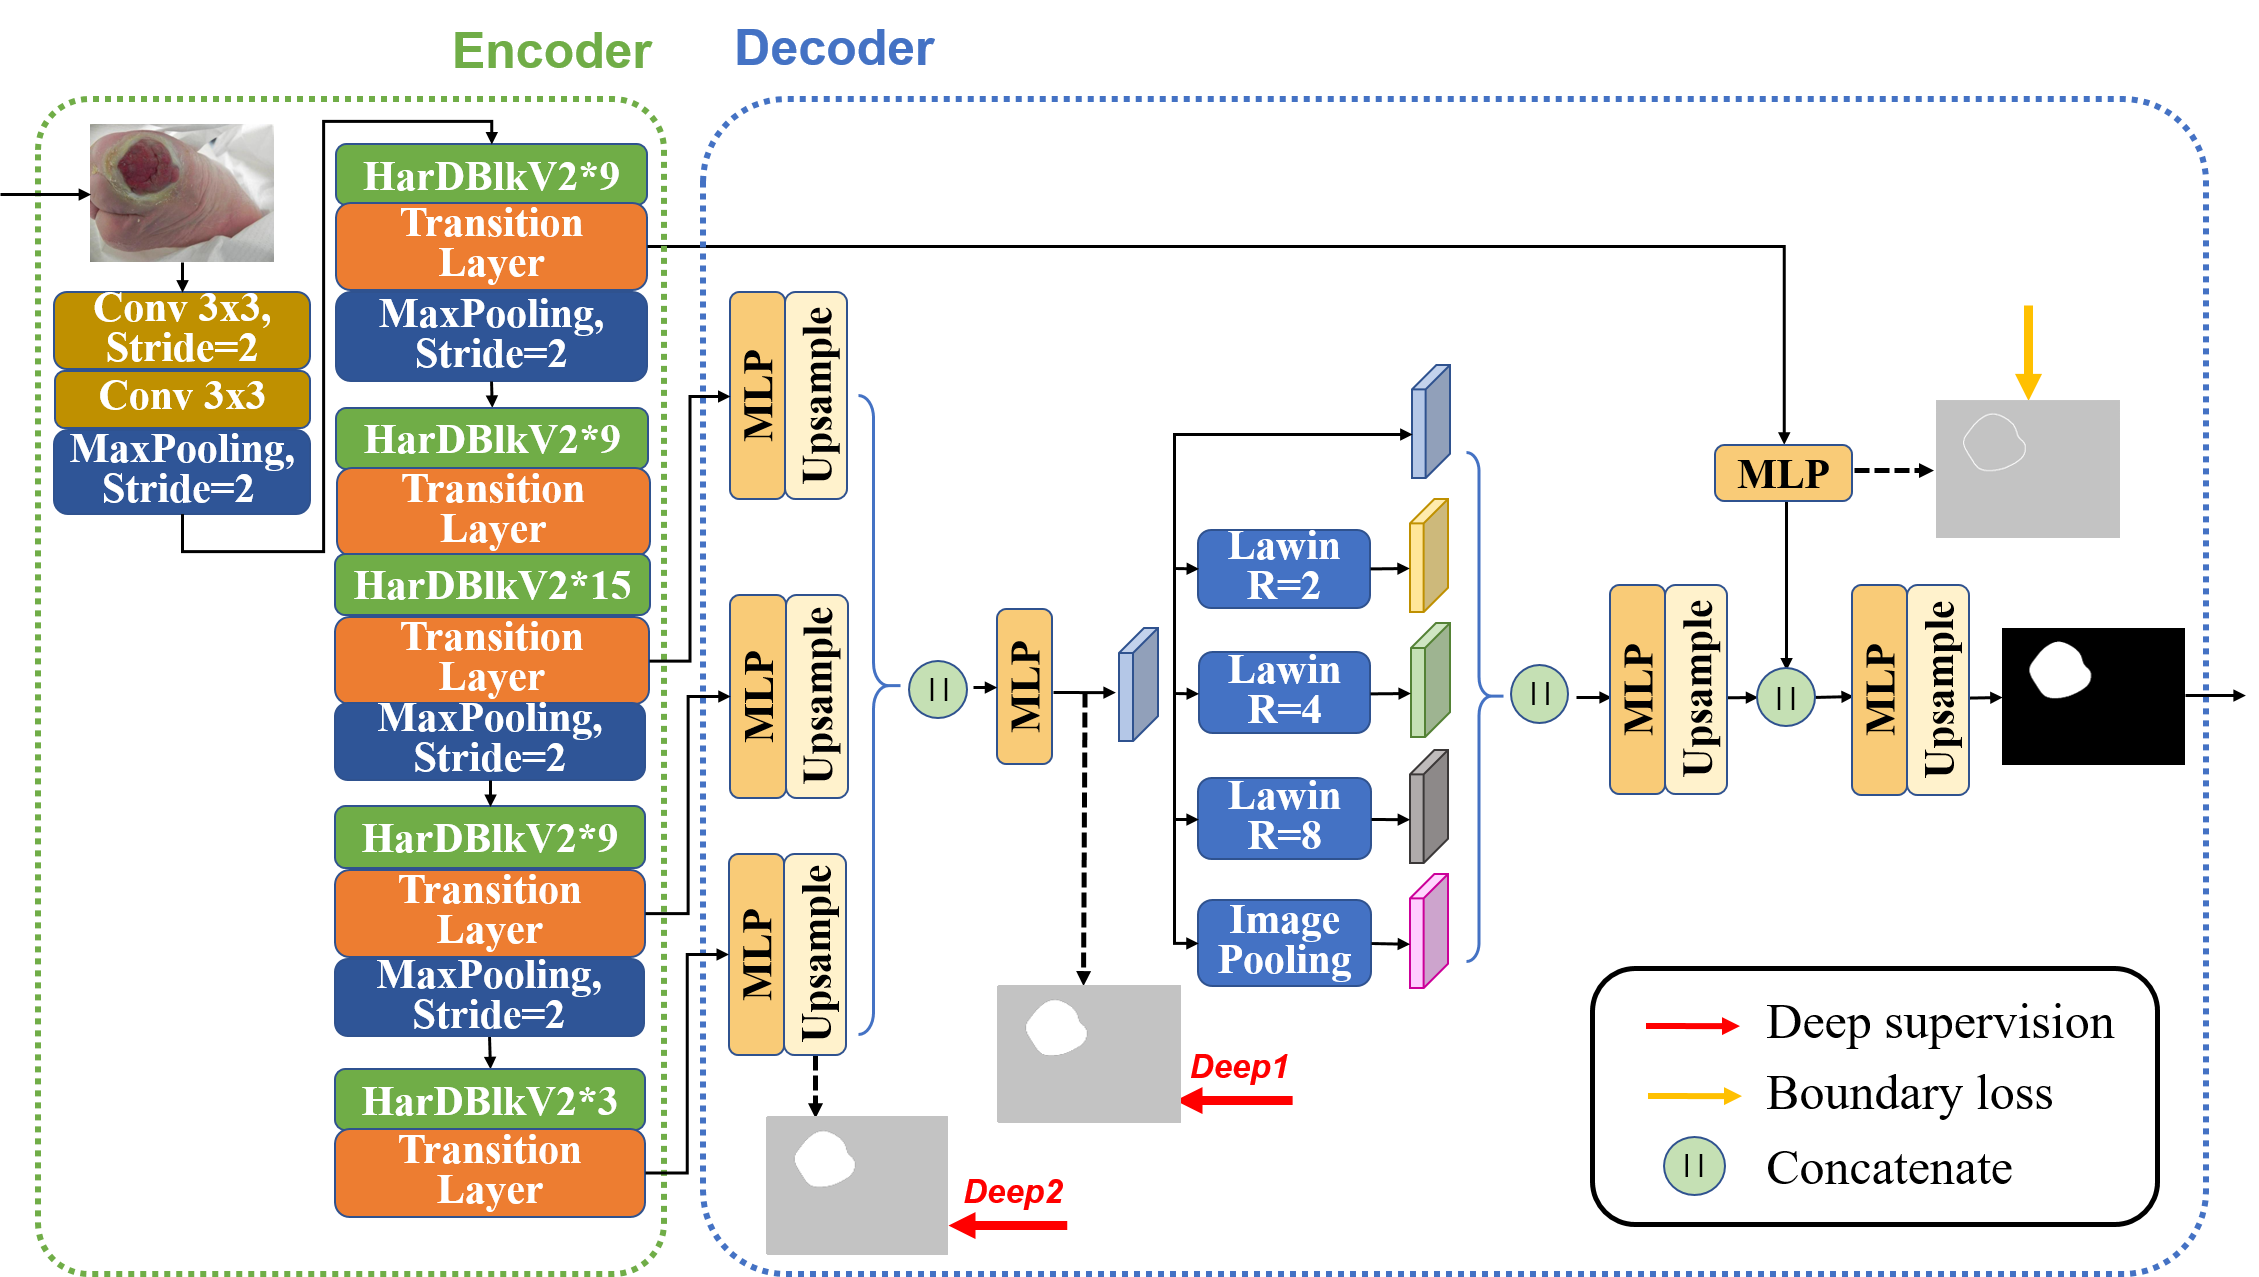 Encoder
Decoder
Conv 3x3,
Stride=2
Conv 3x3
MaxPooling,
Stride=2
HarDBlkV2*9
Transition
Layer
MaxPooling,
Stride=2
HarDBlkV2*9
Transition
Layer
HarDBlkV2*15
Transition
Layer
MaxPooling,
Stride=2
HarDBlkV2*9
Transition
Layer
MaxPooling,
Stride=2
HarDBlkV2*3
Transition
Layer
MLP
Upsample
MLP
Upsample
MLP
Upsample
Deep2
||
MLP
Deep1
Lawin
R=2
Lawin
R=4
Lawin
R=8
Image
Pooling
||
MLP
Upsample
MLP
||
MLP
Upsample
Deep supervision
Boundary loss
|| Concatenate